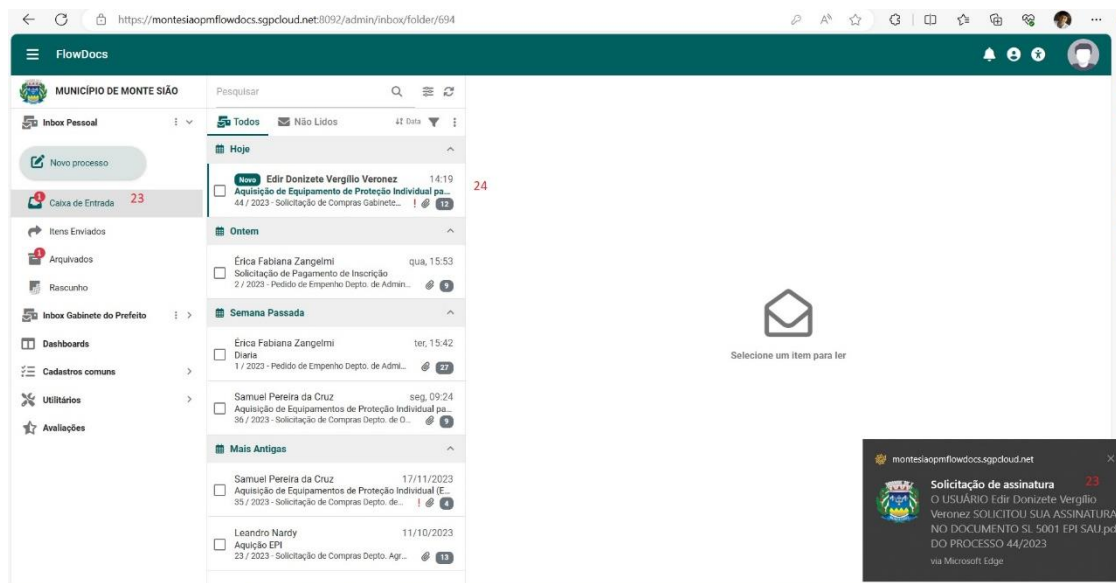 https://montesiaopmflowdocs.sgpcloud.net:8092/admin/inbox/folder/694
FlowDocs
MUNICÍPIO DE MONTE SIÃO
Inbox Pessoal
Novo processo
1
Caixa de Entrada 23
Itens Enviados
1
Arquivados
Rascunho
Inbox Gabinete do Prefeito
Dashboards
Cadastros comuns
Utilitários
Avaliações
Pesquisar
Todos Não Lidos Data
Hoje
Novo Edir Donizete Vergílio Veronez 14:19
Aquisição de Equipamento de Proteção Individual pa...
44 / 2023 - Solicitação de Compras Gabinete... ! 12
24
Ontem
Érica Fabiana Zangelmi qua, 15:53
Solicitação de Pagamento de Inscrição
2 / 2023 - Pedido de Empenho Depto. de Admin... 9
Semana Passada
Érica Fabiana Zangelmi ter, 15:42
Diaria
1 / 2023 - Pedido de Empenho Depto. de Admi... 27
Samuel Pereira da Cruz seg, 09:24
Aquisição de Equipamentos de Proteção Individual pa...
36 / 2023 - Solicitação de Compras Depto. de O... 9
Mais Antigas
Samuel Pereira da Cruz 17/11/2023
Aquisição de Equipamentos de Proteção Individual (E...
35 / 2023 - Solicitação de Compras Depto. de... ! 4
Leandro Nardy 11/10/2023
Aquição EPI
23 / 2023 - Solicitação de Compras Depto. Agr... 13
Selecione um item para ler
montesiaopmflowdocs.sgpcloud.net
Solicitação de assinatura 23
O USUÁRIO Edir Donizete Vergílio
Veronez SOLICITOU SUA ASSINATURA
NO DOCUMENTO SL 5001 EPI SAU.pd
DO PROCESSO 44/2023
via Microsoft Edge